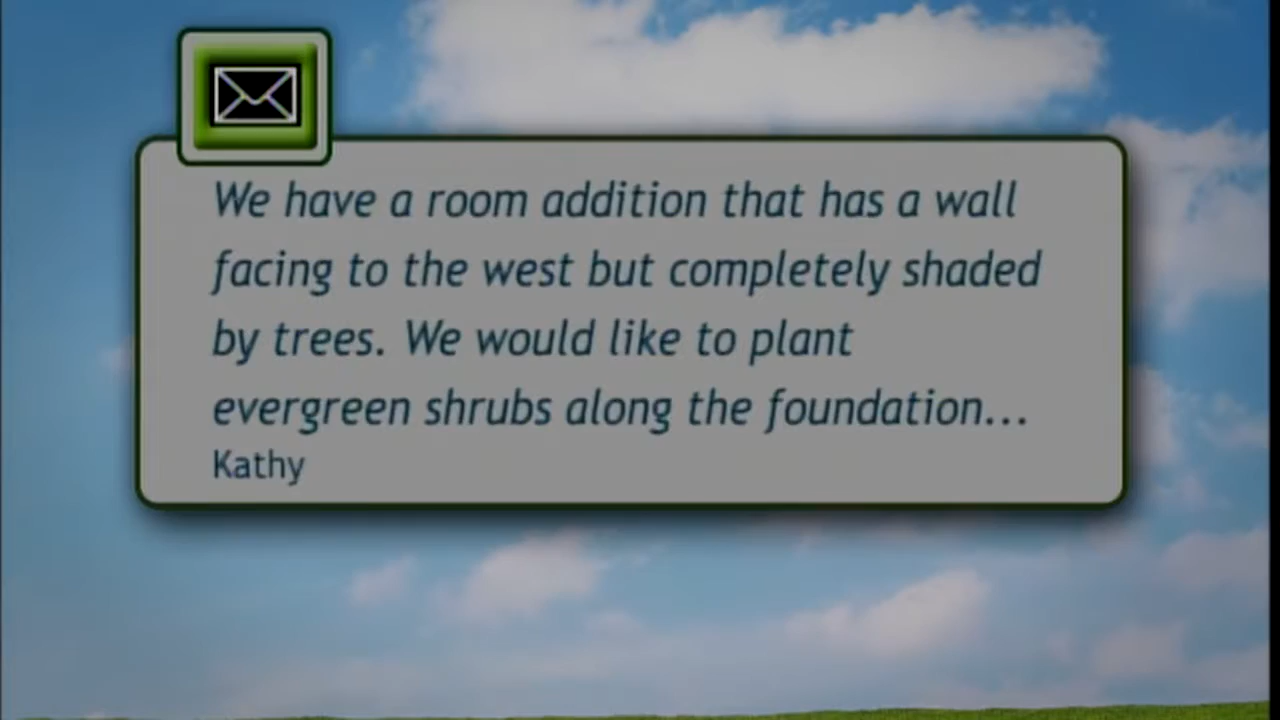 We have a room addition that has a wall
facing to the west but completely shaded
by trees. We would like to plant
evergreen shrubs along the foundation...
Kathy